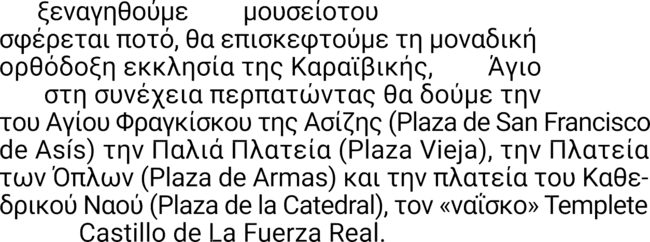 ξεναγηθούμε μουσείοτου
σφέρεται ποτό, θα επισκεφτούμε τη μοναδική
ορθόδοξη εκκλησία της Καραϊβικής, Άγιο
στη συνέχεια περπατώντας θα δούμε την
του Αγίου Φραγκίσκου της Ασίζης (Plaza de San Francisco
de Asís) την Παλιά Πλατεία (Plaza Vieja), την Πλατεία
των Όπλων (Plaza de Armas) και την πλατεία του Καθε-
δρικού Ναού (Plaza de la Catedral), τον «ναΐσκο» Templete
Castillo de La Fuerza Real.